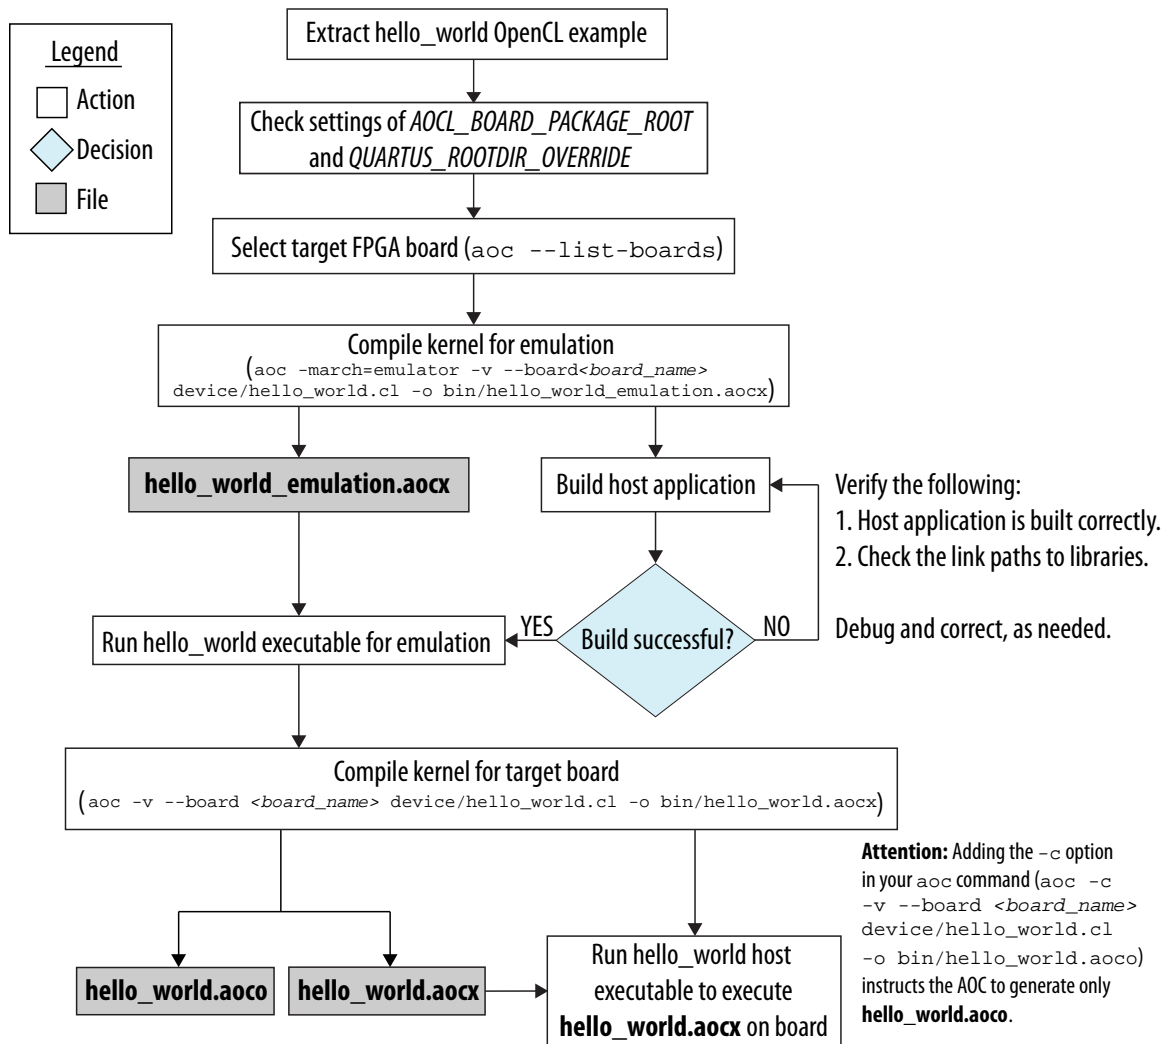 Legend
Action
Decision
File
Extract hello_world OpenCL example
Check settings of AOCL_BOARD_PACKAGE_ROOT
and QUARTUS_ROOTDIR_OVERRIDE
Select target FPGA board (aoc --list-boards)
Compile kernel for emulation
(aoc -march=emulator -v --board<board_name>
device/hello_world.cl -o bin/hello_world_emulation.aocx)
hello_world_emulation.aocx
Build host application
Verify the following:
1. Host application is built correctly.
2. Check the link paths to libraries.
Debug and correct, as needed.
Build successful?
YES
NO
Run hello_world executable for emulation
Compile kernel for target board
(aoc -v --board <board_name> device/hello_world.cl -o bin/hello_world.aocx)
hello_world.aoco
hello_world.aocx
Run hello_world host
executable to execute
hello_world.aocx on board
Attention: Adding the -c option
in your aoc command (aoc -c
-v --board <board_name>
device/hello_world.cl
-o bin/hello_world.aoco)
instructs the AOC to generate only
hello_world.aoco.